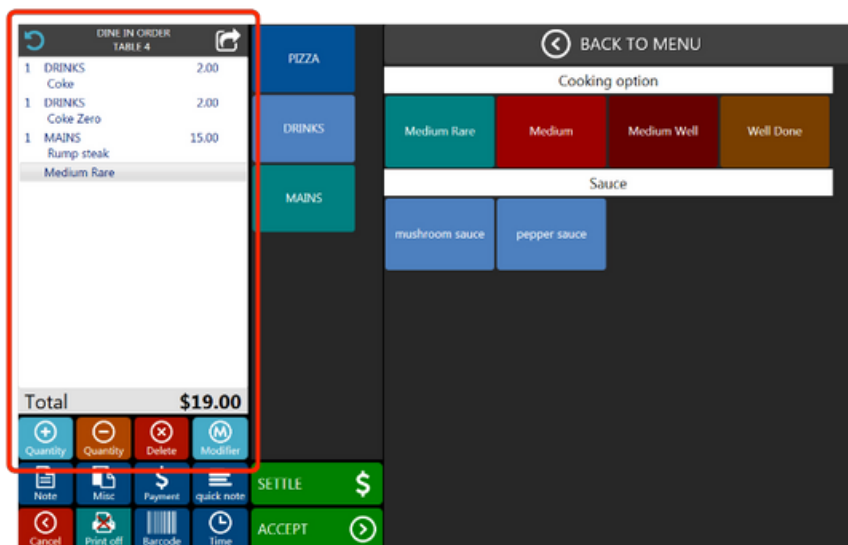 DINE IN ORDER
TABLE 4
1 DRINKS 2.00
Coke
1 DRINKS 2.00
Coke Zero
1 MAINS 15.00
Rump steak
Medium Rare
Total $19.00
Quantity Quantity Delete Modifier
Note Misc Payment quick note
Cancel Print off Barcode Time
PIZZA
DRINKS
MAINS
SETTLE $
ACCEPT
BACK TO MENU
Cooking option
Medium Rare Medium Medium Well Well Done
Sauce
mushroom sauce pepper sauce